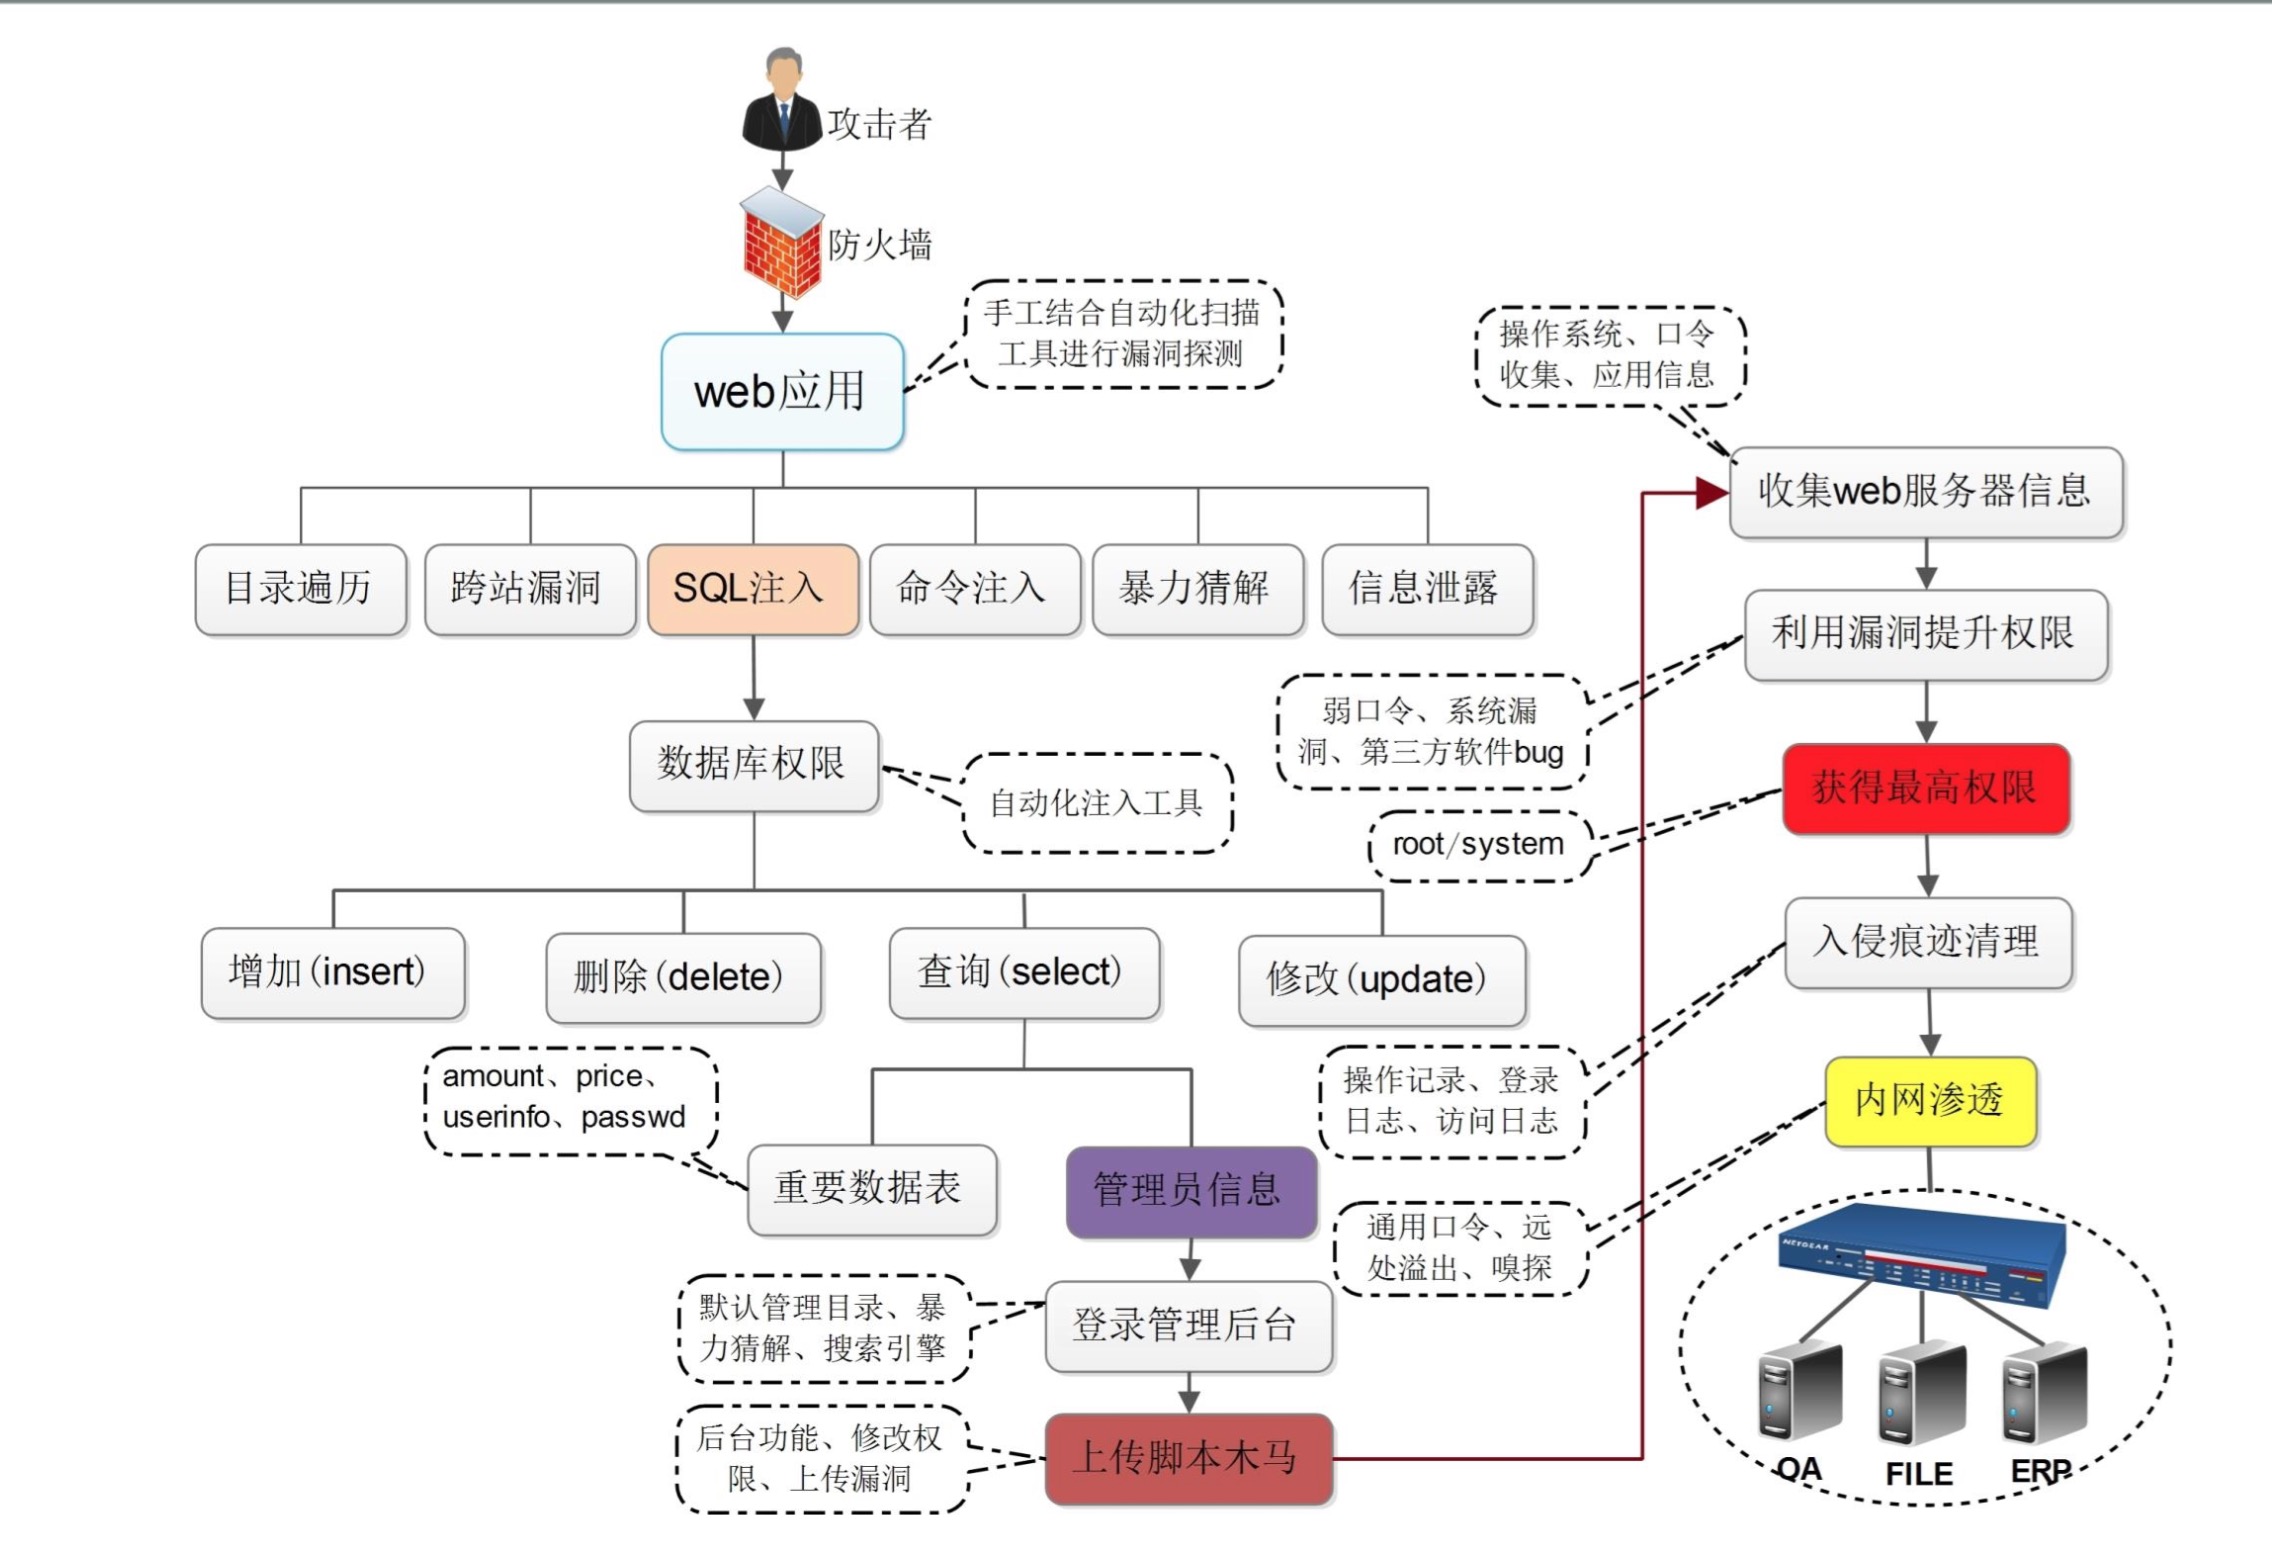 攻击者
防火墙
手工结合自动化扫描
工具进行漏洞探测
web应用
操作系统、口令
收集、应用信息
收集web服务器信息
目录遍历
跨站漏洞
SQL注入
命令注入
暴力猜解
信息泄露
利用漏洞提升权限
弱口令、系统漏
洞、第三方软件bug
数据库权限
自动化注入工具
获得最高权限
root/system
增加(insert)
删除(delete)
查询(select)
修改(update)
入侵痕迹清理
操作记录、登录
日志、访问日志
amount、price、
userinfo、passwd
重要数据表
管理员信息
内网渗透
通用口令、远
处溢出、嗅探
NETGEAR
默认管理目录、暴
力猜解、搜索引擎
登录管理后台
后台功能、修改权
限、上传漏洞
上传脚本木马
OA
FILE
ERP